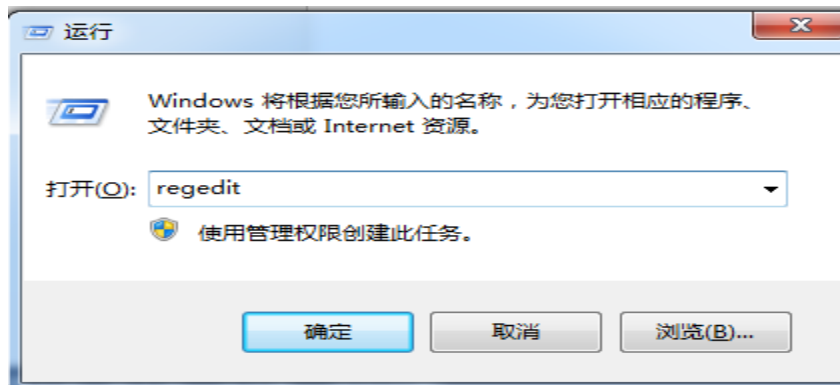 运行
Windows 将根据您所输入的名称，为您打开相应的程序、
文件夹、文档或 Internet 资源。
打开(O): regedit
使用管理权限创建此任务。
确定 取消 浏览(B)...